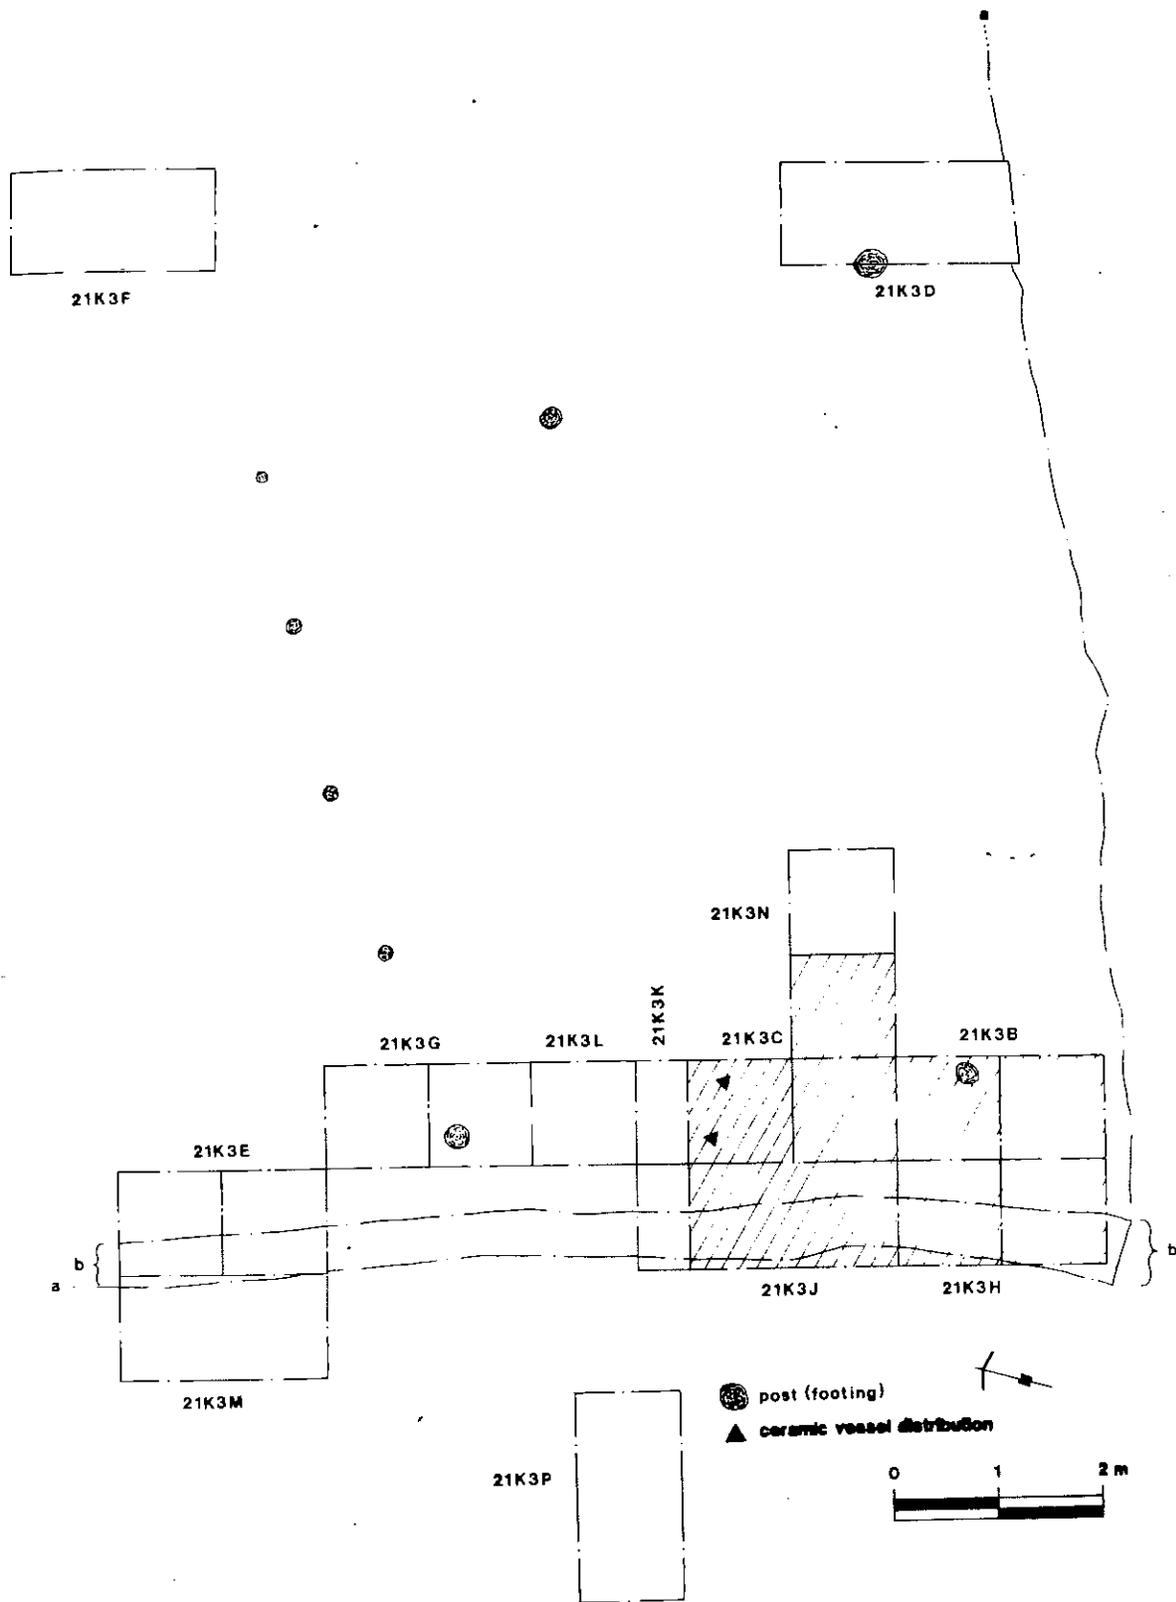 a
21K3F
21K3D
21K3N
21K3K
21K3G
21K3L
21K3C
21K3B
21K3E
b
a
b
21K3J
21K3H
21K3M
post (footing)
ceramic vessel distribution
21K3P
0 1 2 m